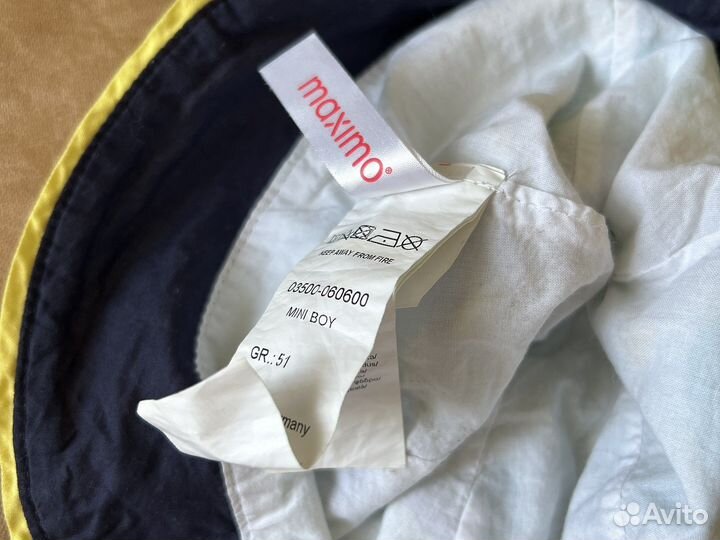 maximo®
KEEP AWAY FROM FIRE
03500-060600
MINI BOY
GR.: 51
many
Avito